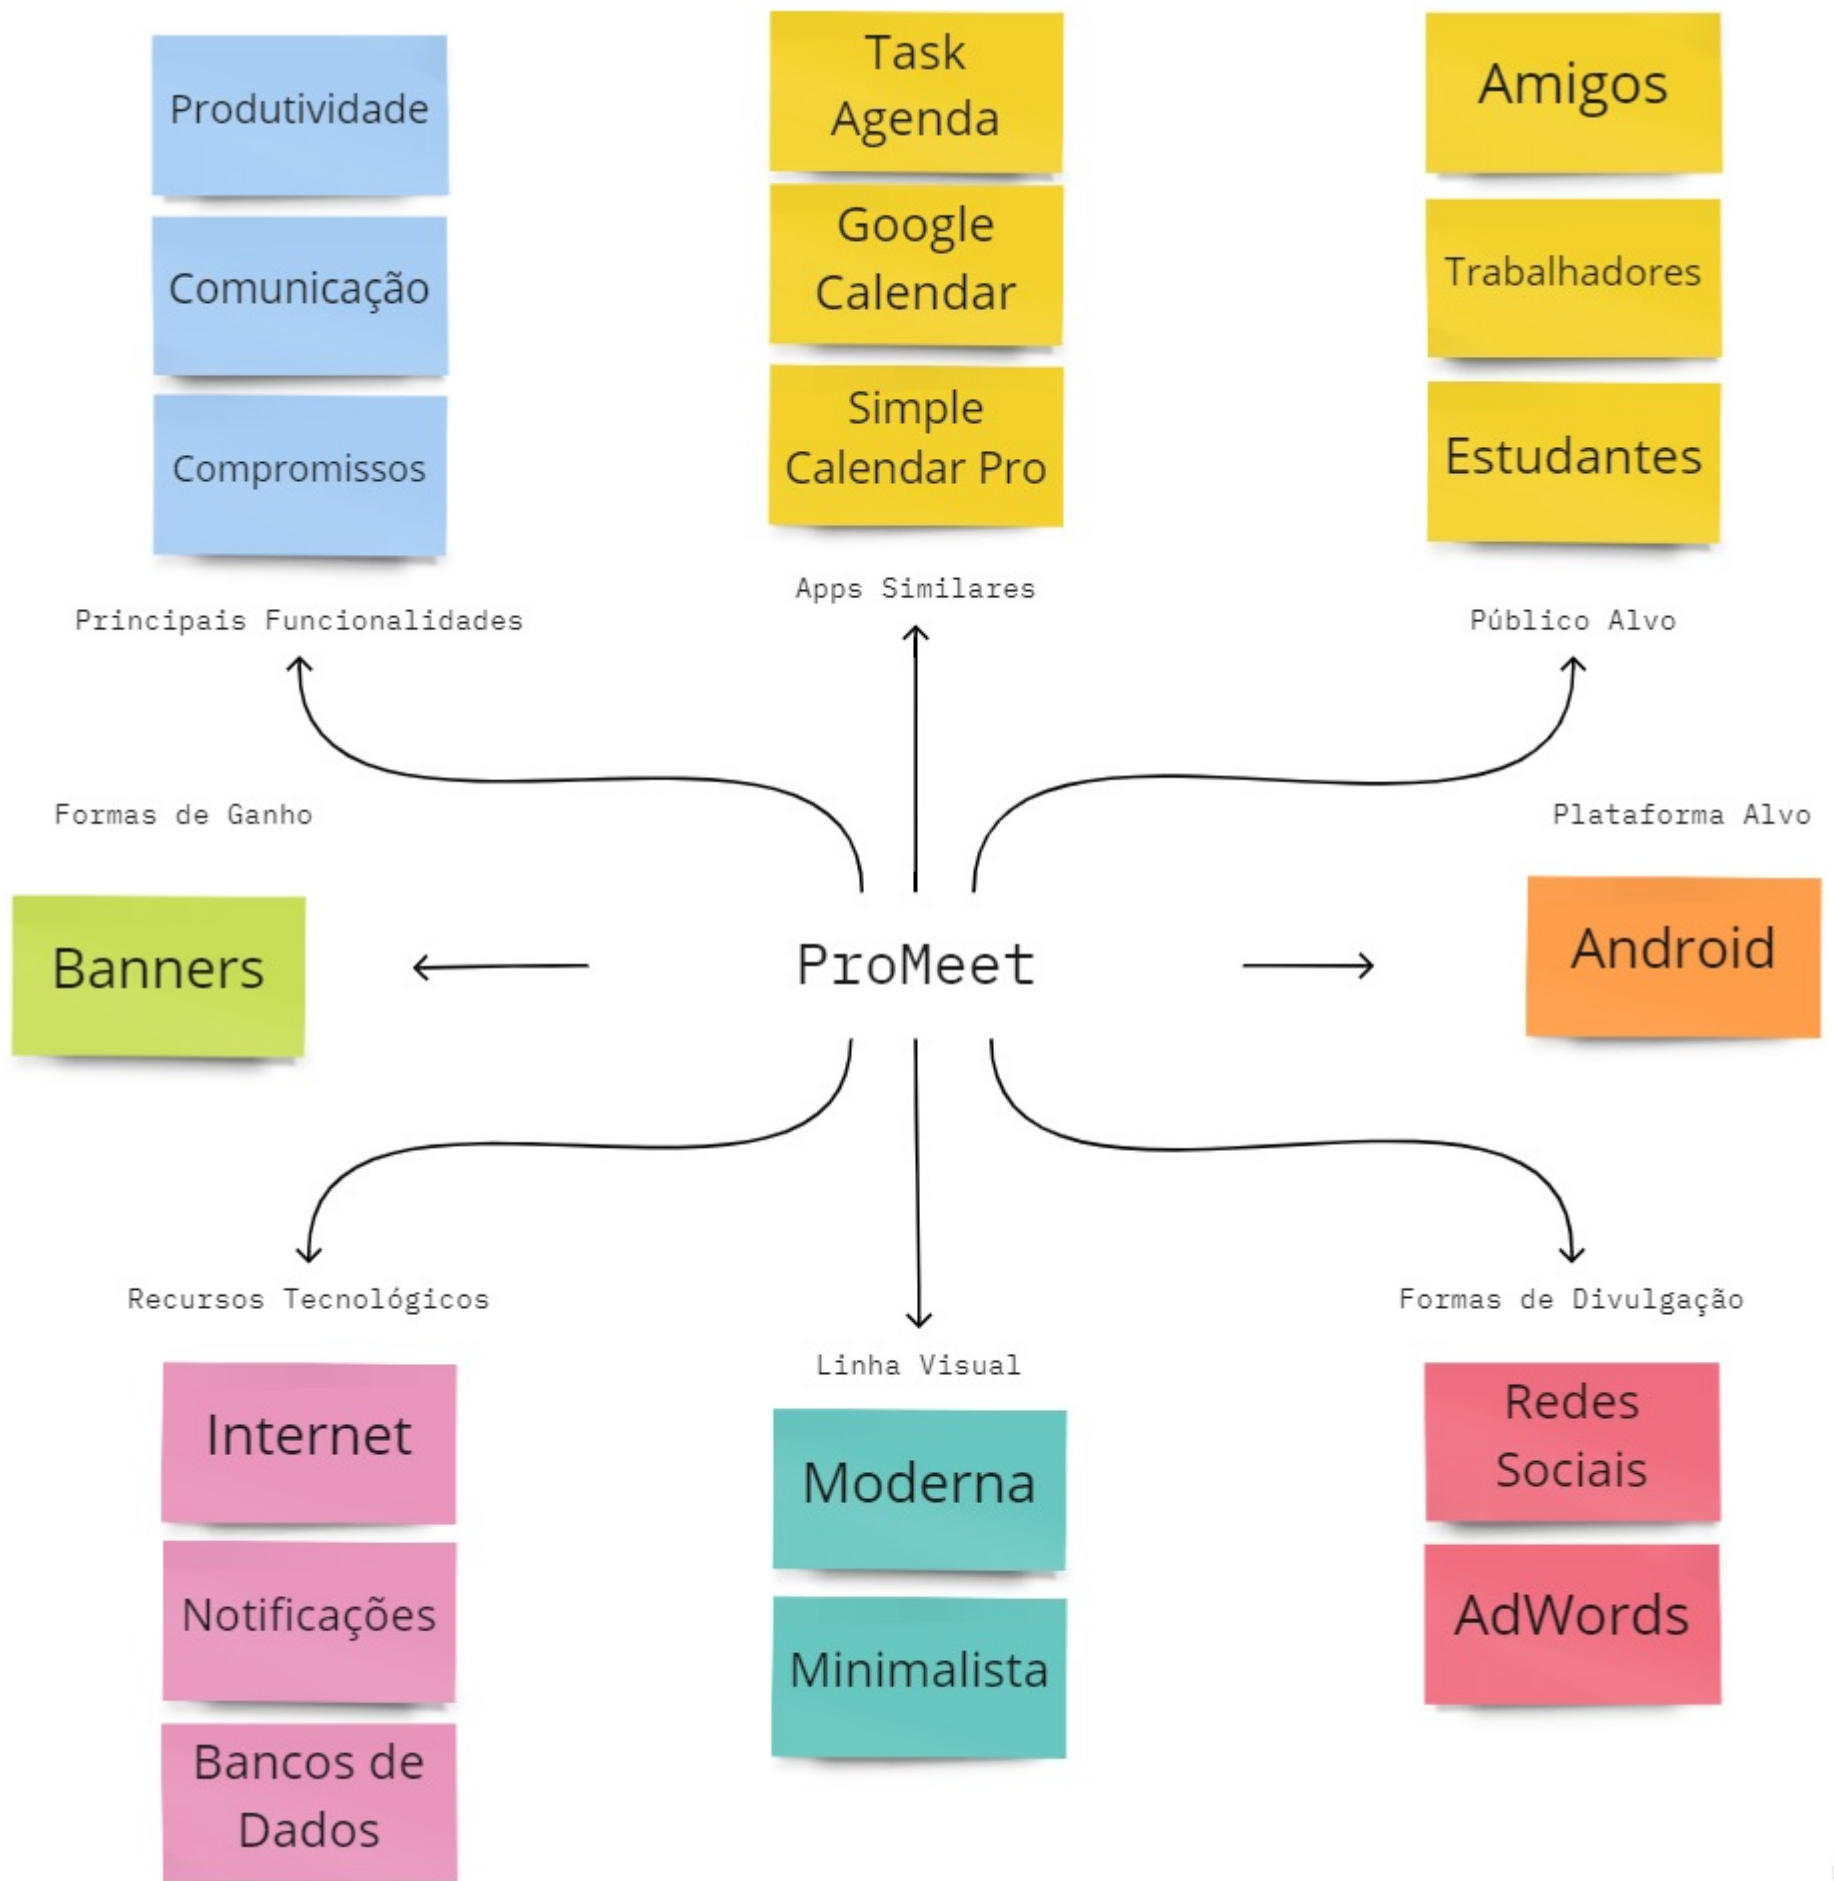 Produtividade
Comunicação
Compromissos
Principais Funcionalidades
Task
Agenda
Google
Calendar
Simple
Calendar Pro
Apps Similares
Amigos
Trabalhadores
Estudantes
Público Alvo
Formas de Ganho
Banners
ProMeet
Plataforma Alvo
Android
Recursos Tecnológicos
Internet
Notificações
Bancos de
Dados
Linha Visual
Moderna
Minimalista
Formas de Divulgação
Redes
Sociais
AdWords